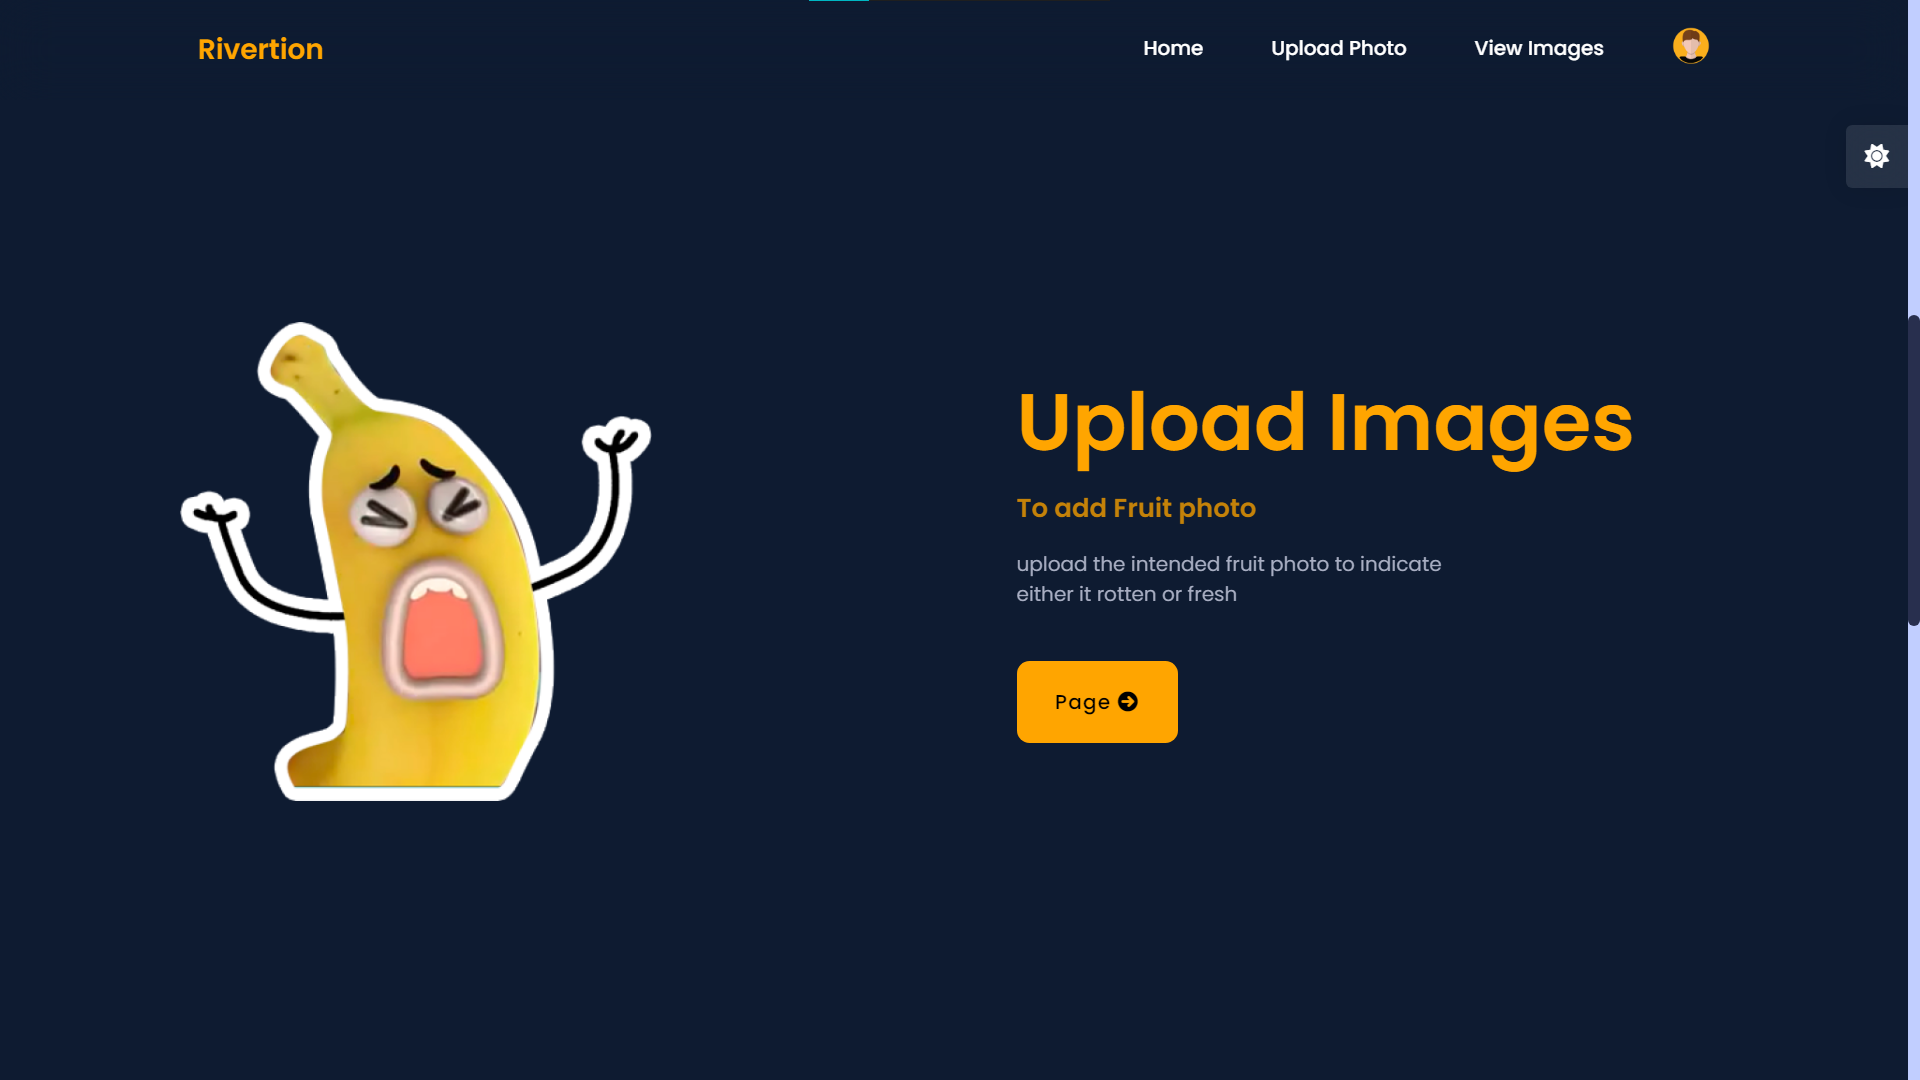 Rivertion
Home
Upload Photo
View Images
Upload Images
To add Fruit photo
upload the intended fruit photo to indicate
either it rotten or fresh
Page